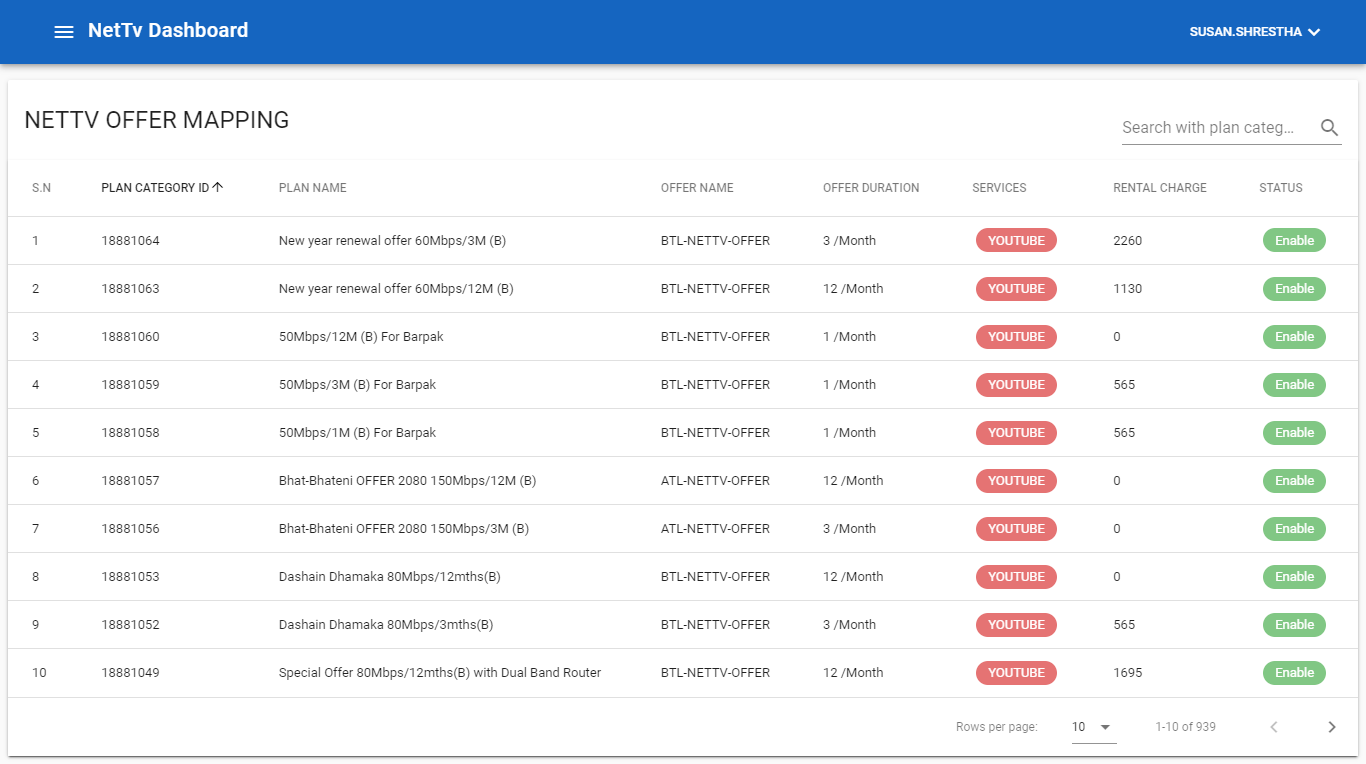 NetTv Dashboard
SUSAN.SHRESTHA
NETTV OFFER MAPPING
Search with plan categ...
S.N PLAN CATEGORY ID PLAN NAME OFFER NAME OFFER DURATION SERVICES RENTAL CHARGE STATUS
1 18881064 New year renewal offer 60Mbps/3M (B) BTL-NETTV-OFFER 3 /Month YOUTUBE 2260 Enable
2 18881063 New year renewal offer 60Mbps/12M (B) BTL-NETTV-OFFER 12 /Month YOUTUBE 1130 Enable
3 18881060 50Mbps/12M (B) For Barpak BTL-NETTV-OFFER 1 /Month YOUTUBE 0 Enable
4 18881059 50Mbps/3M (B) For Barpak BTL-NETTV-OFFER 1 /Month YOUTUBE 565 Enable
5 18881058 50Mbps/1M (B) For Barpak BTL-NETTV-OFFER 1 /Month YOUTUBE 565 Enable
6 18881057 Bhat-Bhateni OFFER 2080 150Mbps/12M (B) ATL-NETTV-OFFER 12 /Month YOUTUBE 0 Enable
7 18881056 Bhat-Bhateni OFFER 2080 150Mbps/3M (B) ATL-NETTV-OFFER 3 /Month YOUTUBE 0 Enable
8 18881053 Dashain Dhamaka 80Mbps/12mths(B) BTL-NETTV-OFFER 12 /Month YOUTUBE 0 Enable
9 18881052 Dashain Dhamaka 80Mbps/3mths(B) BTL-NETTV-OFFER 3 /Month YOUTUBE 565 Enable
10 18881049 Special Offer 80Mbps/12mths(B) with Dual Band Router BTL-NETTV-OFFER 12 /Month YOUTUBE 1695 Enable
Rows per page: 10 1-10 of 939